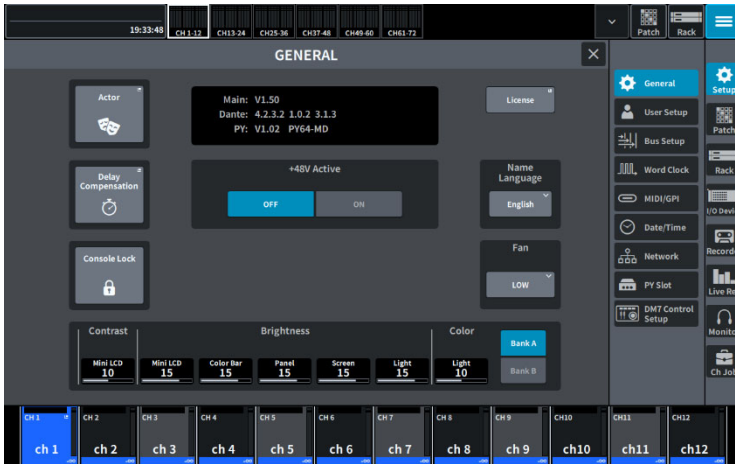 19:33:48
CH 1-12
CH13-24
CH25-36
CH37-48
CH49-60
CH61-72
Patch
Rack
GENERAL
Actor
Main: V1.50
Dante: 4.2.3.2 1.0.2 3.1.3
PY: V1.02 PY64-MD
License
Delay
Compensation
+48V Active
OFF
ON
Name
Language
English
Console Lock
Fan
LOW
Contrast
Brightness
Color
Mini LCD
10
Mini LCD
15
Color Bar
15
Panel
15
Screen
15
Light
15
Light
10
Bank A
Bank B
General
User Setup
Bus Setup
Word Clock
MIDI/GPI
Date/Time
Network
PY Slot
DM7 Control
Setup
Setup
Patch
Rack
I/O Devi
Record
Live Re
Monito
Ch Job
CH 1
ch 1
CH 2
ch 2
CH 3
ch 3
CH 4
ch 4
CH 5
ch 5
CH 6
ch 6
CH 7
ch 7
CH 8
ch 8
CH 9
ch 9
CH10
ch10
CH11
ch11
CH12
ch12